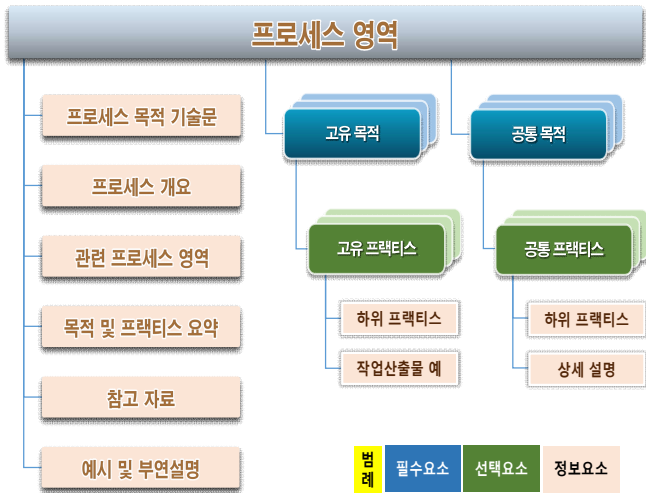 프로세스 영역
프로세스 목적 기술문
프로세스 개요
관련 프로세스 영역
목적 및 프랙티스 요약
참고 자료
예시 및 부연설명
고유 목적
고유 프랙티스
하위 프랙티스
작업산출물 예
공통 목적
공통 프랙티스
하위 프랙티스
상세 설명
범
례
필수요소
선택요소
정보요소